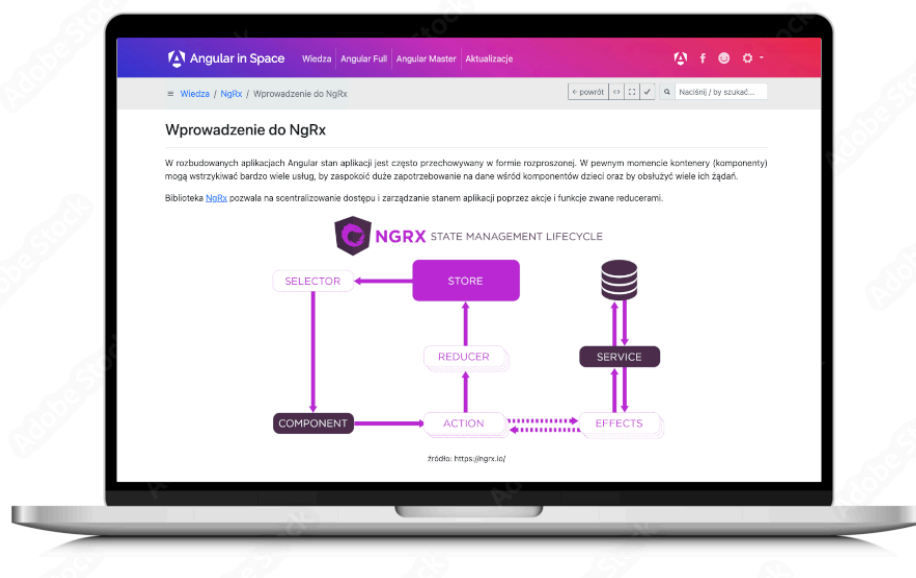 Angular in Space Wiedza Angular Full Angular Master Aktualizacje
Wiedza / NgRx / Wprowadzenie do NgRx
powrót Naciśnij / by szukać...
Wprowadzenie do NgRx
W rozbudowanych aplikacjach Angular stan aplikacji jest często przechowywany w formie rozproszonej. W pewnym momencie kontenery (komponenty)
mogą wstrzykiwać bardzo wiele usług, by zaspokoić duże zapotrzebowanie na dane wśród komponentów dzieci oraz by obsłużyć wiele ich żądań.
Biblioteka NgRx pozwala na scentralizowanie dostępu i zarządzanie stanem aplikacji poprzez akcje i funkcje zwane reducerami.
NGRX STATE MANAGEMENT LIFECYCLE
SELECTOR STORE
REDUCER SERVICE
COMPONENT ACTION EFFECTS
źródło: https://ngrx.io/
Adobe Stock